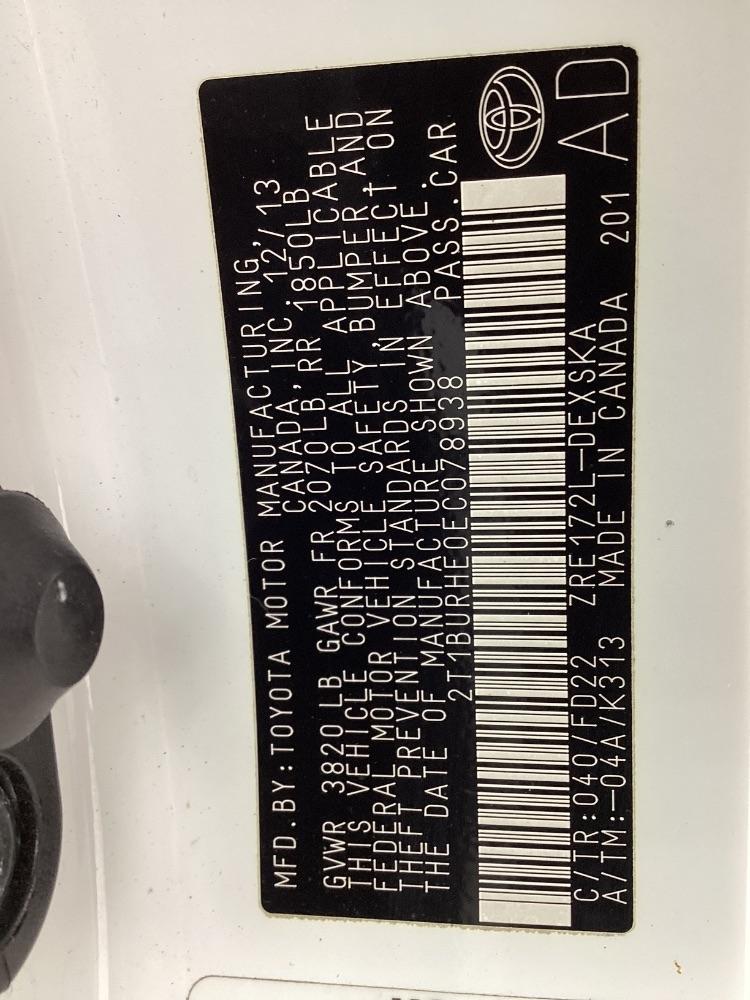 MFD.BY:TOYOTA MOTOR MANUFACTURING,
CANADA,INC. 12/13
GVWR 3820LB GAWR FR 2070LB, RR 1850LB
THIS VEHICLE CONFORMS TO ALL APPLICABLE
FEDERAL MOTOR VEHICLE SAFETY, BUMPER, AND
THEFT PREVENTION STANDARDS IN EFFECT ON
THE DATE OF MANUFACTURE SHOWN ABOVE.
2T1BURHE0EC078938 PASS.CAR
C/TR:040/FD22 ZRE172L-DEXSKA
A/TM:-04A/K313 MADE IN CANADA 201 AD